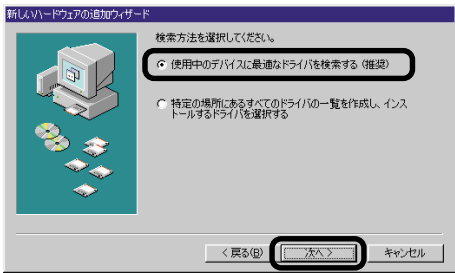 新しいハードウェアの追加ウィザード
検索方法を選択してください。
使用中のデバイスに最適なドライバを検索する (推奨)
特定の場所にあるすべてのドライバの一覧を作成し、インス
トールするドライバを選択する
< 戻る(B)
次へ >
キャンセル